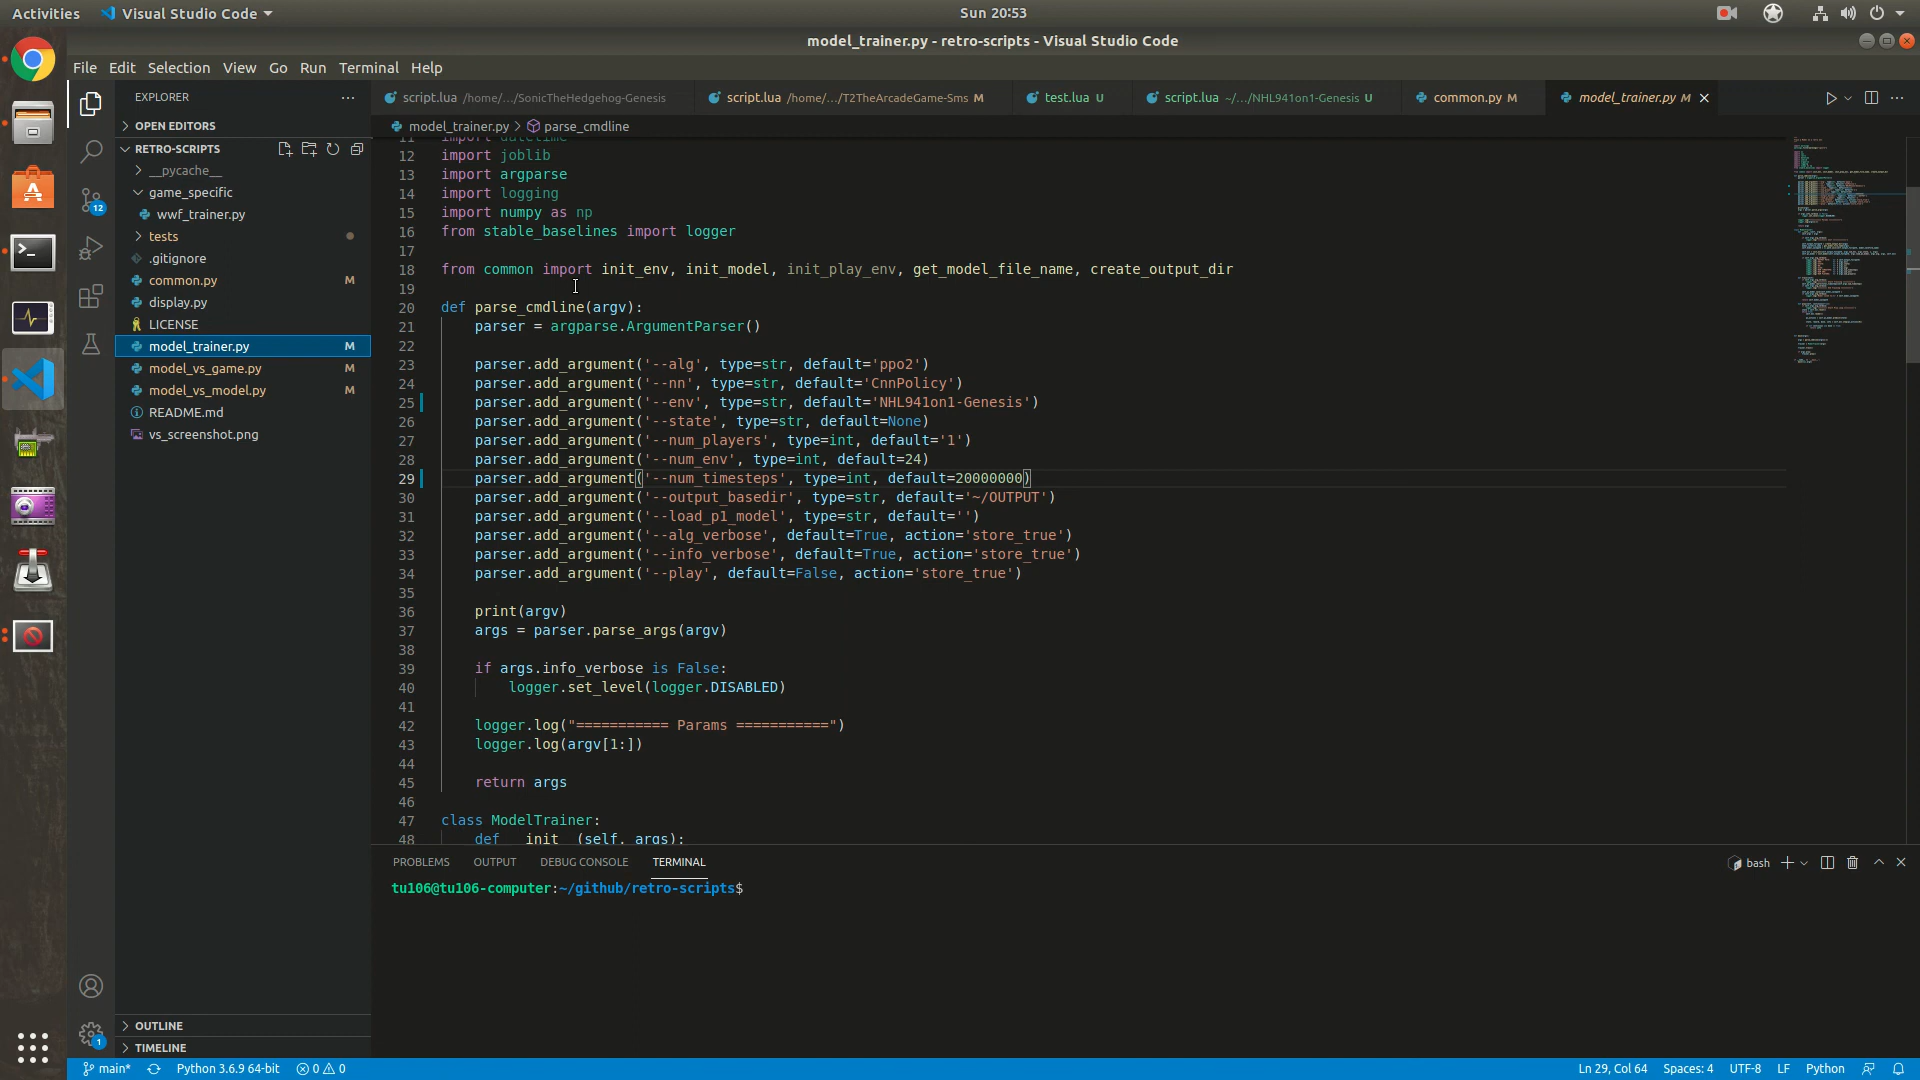 Activities
Visual Studio Code
Sun 20:53
model_trainer.py - retro-scripts - Visual Studio Code
File Edit Selection View Go Run Terminal Help
EXPLORER
OPEN EDITORS
RETRO-SCRIPTS
__pycache__
game_specific
wwf_trainer.py
tests
.gitignore
common.py M
display.py
LICENSE
model_trainer.py M
model_vs_game.py M
model_vs_model.py M
README.md
vs_screenshot.png
OUTLINE
TIMELINE
12
1
script.lua /home/.../SonicTheHedgehog-Genesis
script.lua /home/.../T2TheArcadeGame-Sms M
test.lua U
script.lua ~/.../NHL941on1-Genesis U
common.py M
model_trainer.py M
model_trainer.py > parse_cmdline
11 import datetime
12 import joblib
13 import argparse
14 import logging
15 import numpy as np
16 from stable_baselines import logger
17
18 from common import init_env, init_model, init_play_env, get_model_file_name, create_output_dir
19
20 def parse_cmdline(argv):
21 parser = argparse.ArgumentParser()
22
23 parser.add_argument('--alg', type=str, default='ppo2')
24 parser.add_argument('--nn', type=str, default='CnnPolicy')
25 parser.add_argument('--env', type=str, default='NHL941on1-Genesis')
26 parser.add_argument('--state', type=str, default=None)
27 parser.add_argument('--num_players', type=int, default='1')
28 parser.add_argument('--num_env', type=int, default=24)
29 parser.add_argument('--num_timesteps', type=int, default=20000000)
30 parser.add_argument('--output_basedir', type=str, default='~/OUTPUT')
31 parser.add_argument('--load_p1_model', type=str, default='')
32 parser.add_argument('--alg_verbose', default=True, action='store_true')
33 parser.add_argument('--info_verbose', default=True, action='store_true')
34 parser.add_argument('--play', default=False, action='store_true')
35
36 print(argv)
37 args = parser.parse_args(argv)
38
39 if args.info_verbose is False:
40 logger.set_level(logger.DISABLED)
41
42 logger.log("=========== Params ===========")
43 logger.log(argv[1:])
44
45 return args
46
47 class ModelTrainer:
48 def __init__(self, args):
PROBLEMS OUTPUT DEBUG CONSOLE TERMINAL
bash
tu106@tu106-computer:~/github/retro-scripts$
main* Python 3.6.9 64-bit 0 0
Ln 29, Col 64 Spaces: 4 UTF-8 LF Python